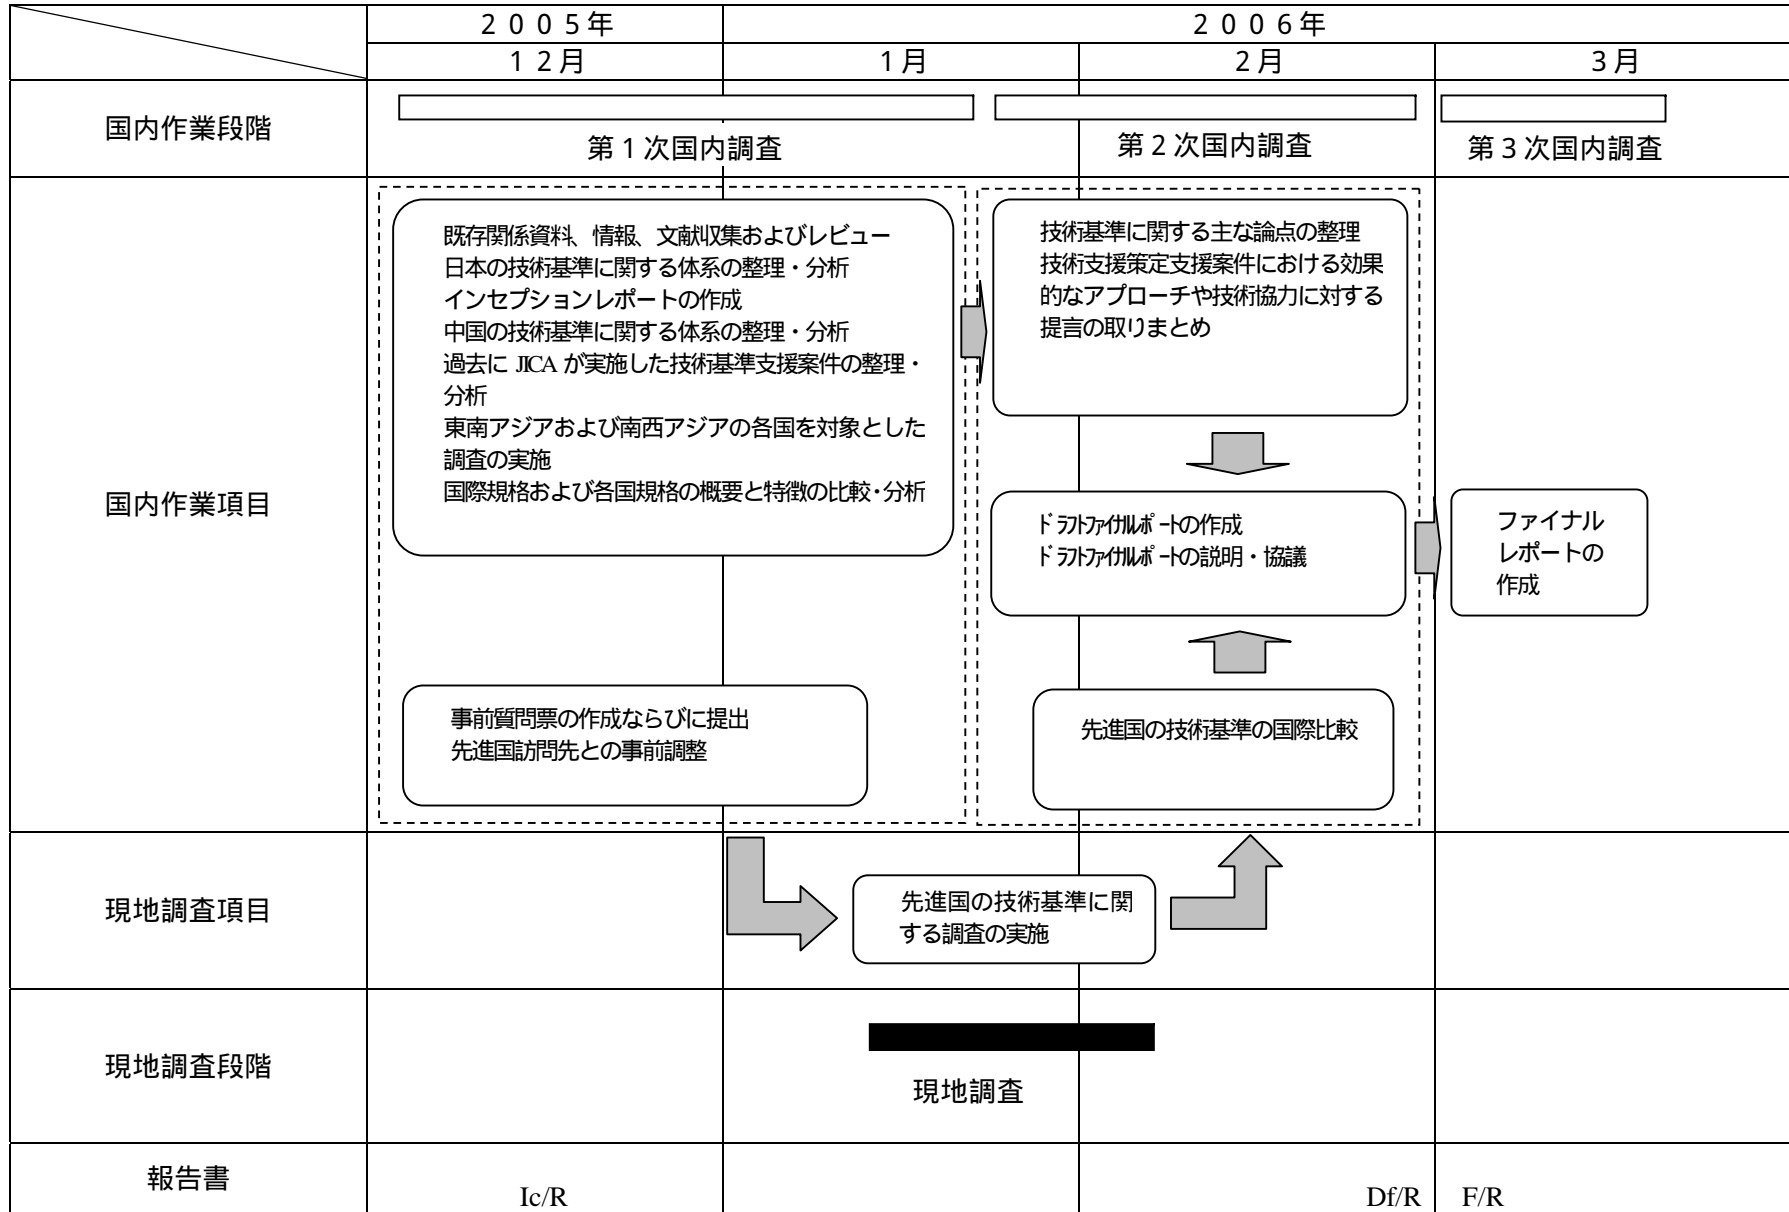 ２００５年
２００６年
１２月
１月
２月
３月
国内作業段階
第１次国内調査
第２次国内調査
第３次国内調査
国内作業項目
既存関係資料、情報、文献収集およびレビュー
日本の技術基準に関する体系の整理・分析
インセプションレポートの作成
中国の技術基準に関する体系の整理・分析
過去に JICA が実施した技術基準支援案件の整理・
分析
東南アジアおよび南西アジアの各国を対象とした
調査の実施
国際規格および各国規格の概要と特徴の比較・分析
事前質問票の作成ならびに提出
先進国訪問先との事前調整
技術基準に関する主な論点の整理
技術支援策定支援案件における効果
的なアプローチや技術協力に対する
提言の取りまとめ
ﾄﾞﾗﾌﾄﾌｧｲﾅﾙﾚﾎﾟｰﾄの作成
ﾄﾞﾗﾌﾄﾌｧｲﾅﾙﾚﾎﾟｰﾄの説明・協議
先進国の技術基準の国際比較
ファイナル
レポートの
作成
現地調査項目
先進国の技術基準に関
する調査の実施
現地調査段階
現地調査
報告書
Ic/R
Df/R
F/R